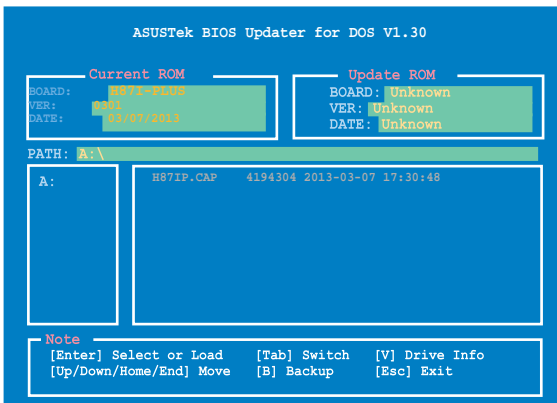 ASUSTek BIOS Updater for DOS V1.30
Current ROM
BOARD: H87I-PLUS
VER: 0301
DATE: 03/07/2013
Update ROM
BOARD: Unknown
VER: Unknown
DATE: Unknown
PATH: A:\
A:
H87IP.CAP 4194304 2013-03-07 17:30:48
Note
[Enter] Select or Load [Tab] Switch [V] Drive Info
[Up/Down/Home/End] Move [B] Backup [Esc] Exit